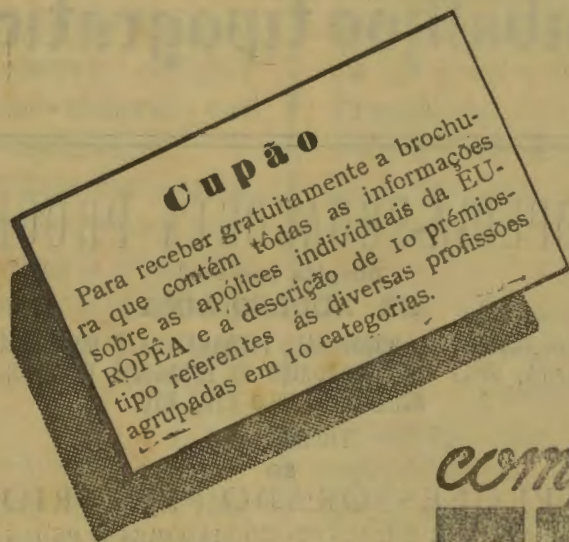 Cupão
Para receber gratuitamente a brochu-
ra que contém tôdas as informações
sobre as apólices individuais da EU-
ROPÊA e a descrição de 10 prémios-
tipo referentes ás diversas profissões
agrupadas em 10 categorias.
com